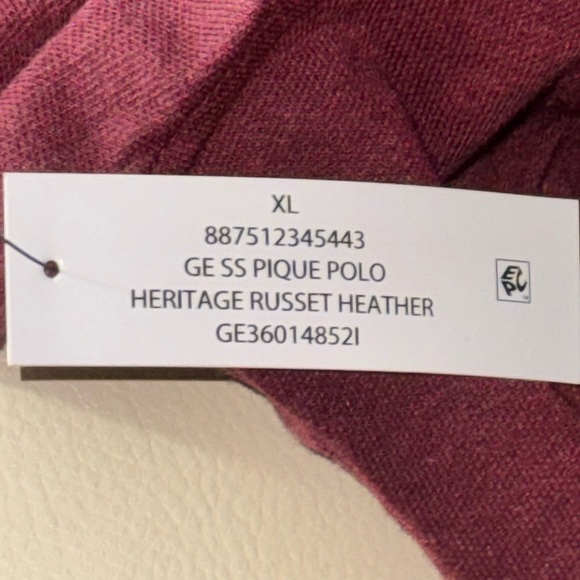 XL
887512345443
GE SS PIQUE POLO
HERITAGE RUSSET HEATHER
GE36014852I